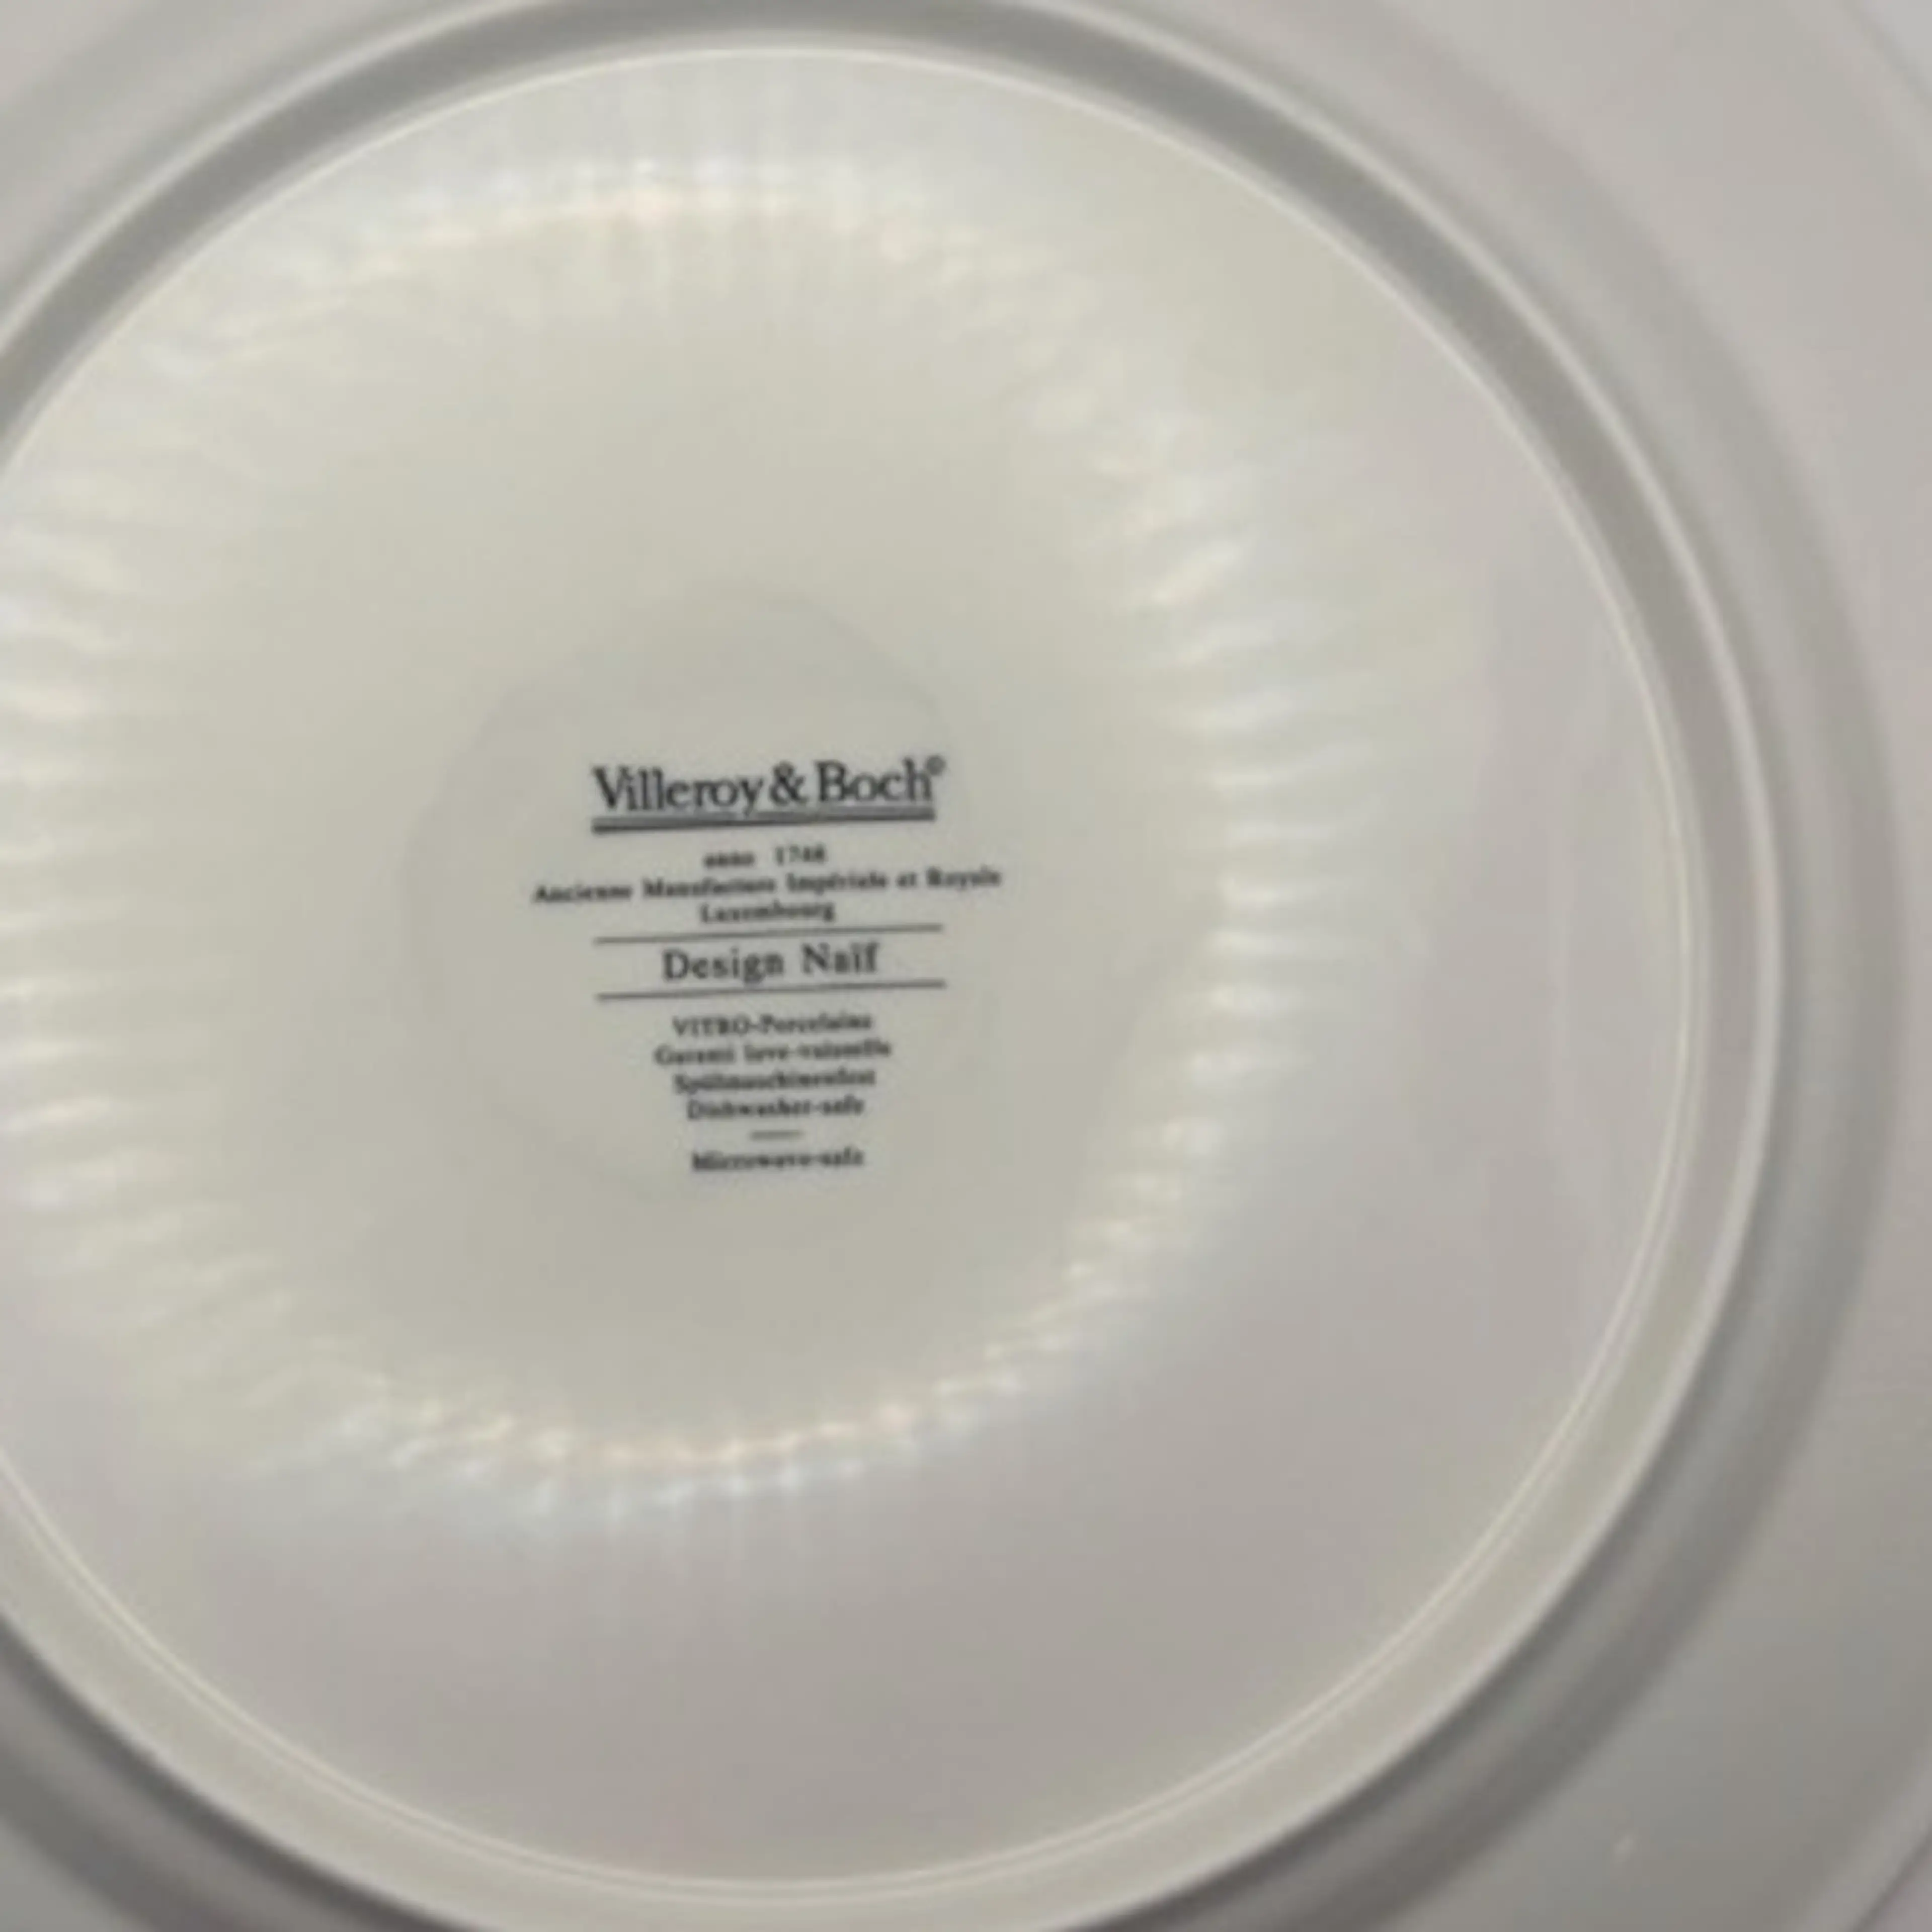 Villeroy & Boch®
anno 1748
Ancienne Manufacture Impériale et Royale
Luxembourg
Design Naïf
VITRO-Porcelaine
Garanti lave-vaisselle
Spülmaschinenfest
Dishwasher-safe
Microwave-safe